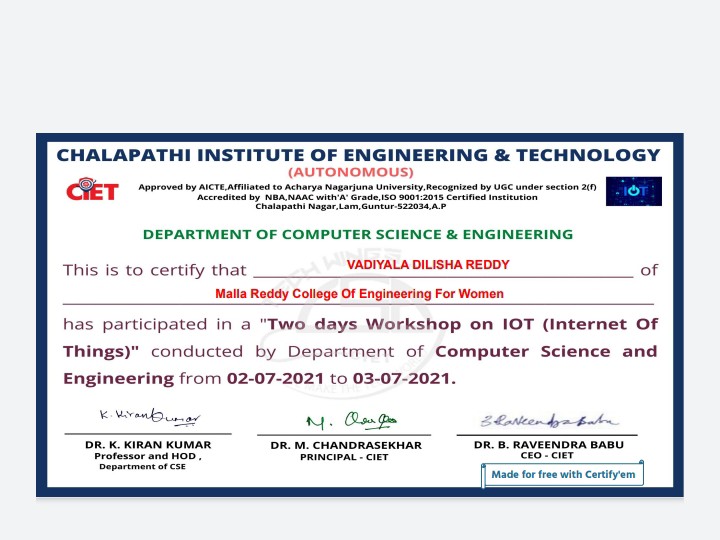 CHALAPATHI INSTITUTE OF ENGINEERING & TECHNOLOGY
(AUTONOMOUS)
CIET
Approved by AICTE,Affiliated to Acharya Nagarjuna University,Recognized by UGC under section 2(f)
Accredited by NBA,NAAC with'A' Grade,ISO 9001:2015 Certified Institution
Chalapathi Nagar,Lam,Guntur-522034,A.P
IOT
DEPARTMENT OF COMPUTER SCIENCE & ENGINEERING
TECH WINGS
This is to certify that VADIYALA DILISHA REDDY of
Malla Reddy College Of Engineering For Women
has participated in a "Two days Workshop on IOT (Internet Of
Things)" conducted by Department of Computer Science and
Engineering from 02-07-2021 to 03-07-2021.
K. Kiran Kumar
DR. K. KIRAN KUMAR
Professor and HOD ,
Department of CSE
DR. M. CHANDRASEKHAR
PRINCIPAL - CIET
DR. B. RAVEENDRA BABU
CEO - CIET
Made for free with Certify'em